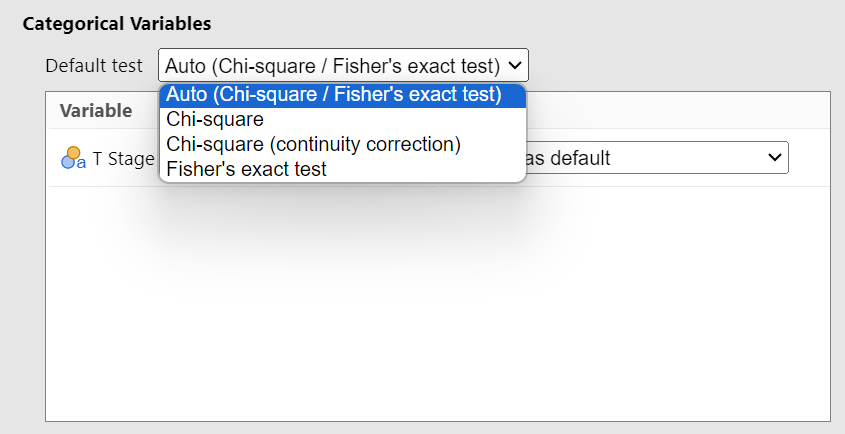 Categorical Variables
Default test Auto (Chi-square / Fisher's exact test)
Auto (Chi-square / Fisher's exact test)
Variable
Chi-square
Chi-square (continuity correction)
T Stage as default
Fisher's exact test